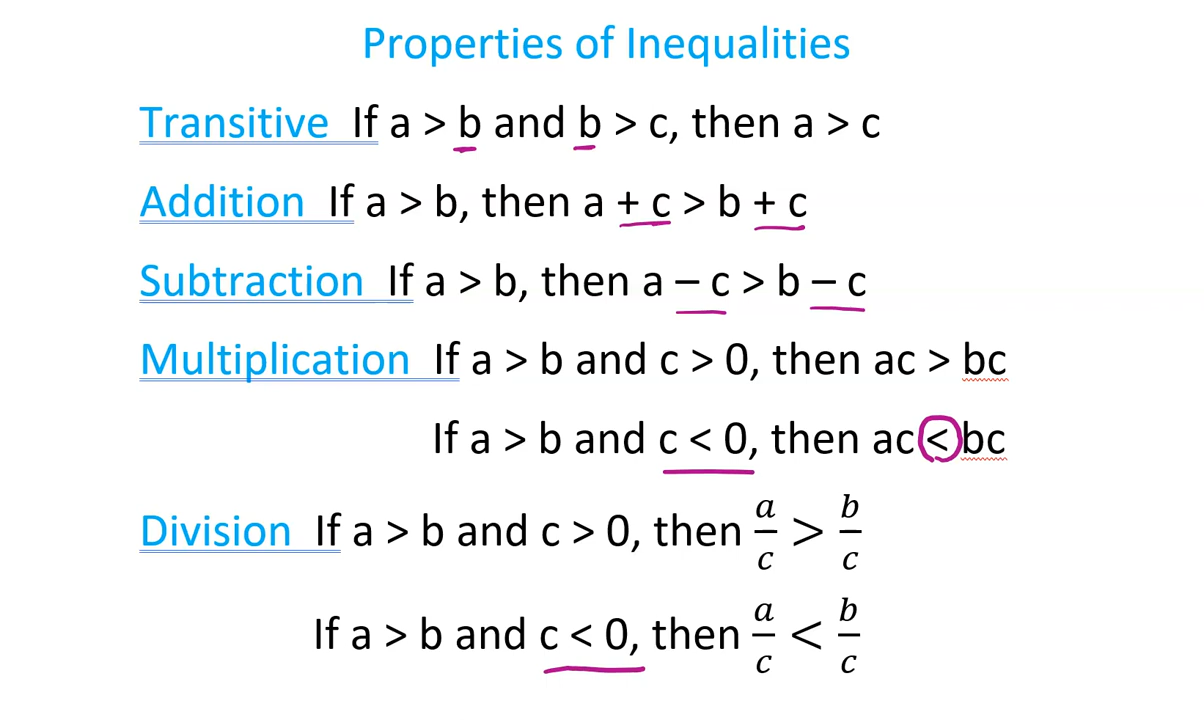 Properties of Inequalities
Transitive If a > b and b > c, then a > c
Addition If a > b, then a + c > b + c
Subtraction If a > b, then a – c > b – c
Multiplication If a > b and c > 0, then ac > bc
If a > b and c < 0, then ac < bc
Division If a > b and c > 0, then a/c > b/c
If a > b and c < 0, then a/c < b/c